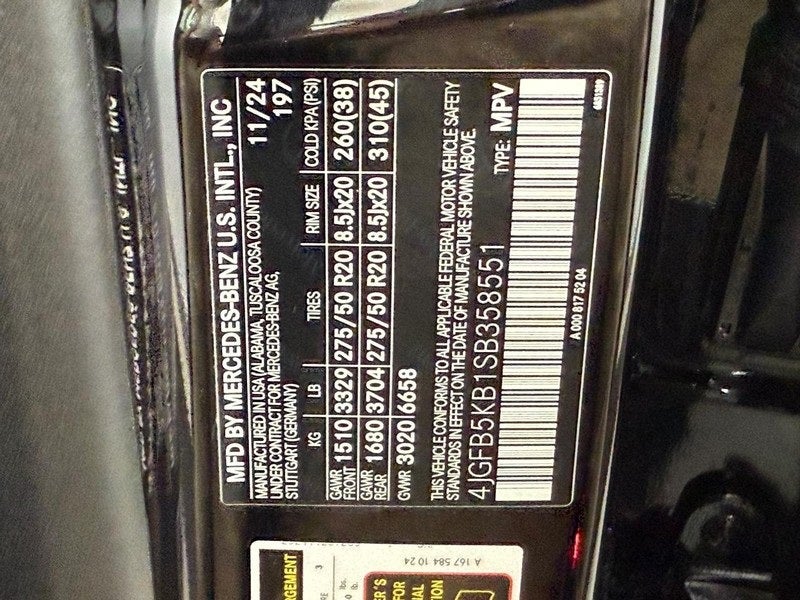 MFD BY MERCEDES-BENZ U.S. INTL., INC
MANUFACTURED IN USA (ALABAMA, TUSCALOOSA COUNTY) 11/24
UNDER CONTRACT FOR MERCEDES-BENZ AG, 197
STUTTGART (GERMANY)
KG LB TIRES RIM SIZE COLD KPA (PSI)
GAWR FRONT 1510 3329 275/50 R20 8.5Jx20 260(38)
GAWR REAR 1680 3704 275/50 R20 8.5Jx20 310(45)
GVWR 3020 6658
THIS VEHICLE CONFORMS TO ALL APPLICABLE FEDERAL MOTOR VEHICLE SAFETY
STANDARDS IN EFFECT ON THE DATE OF MANUFACTURE SHOWN ABOVE.
4JGFB5KB1SB358551 TYPE: MPV
A 000 817 52 04
A 167 584 10 24
3
lbs.